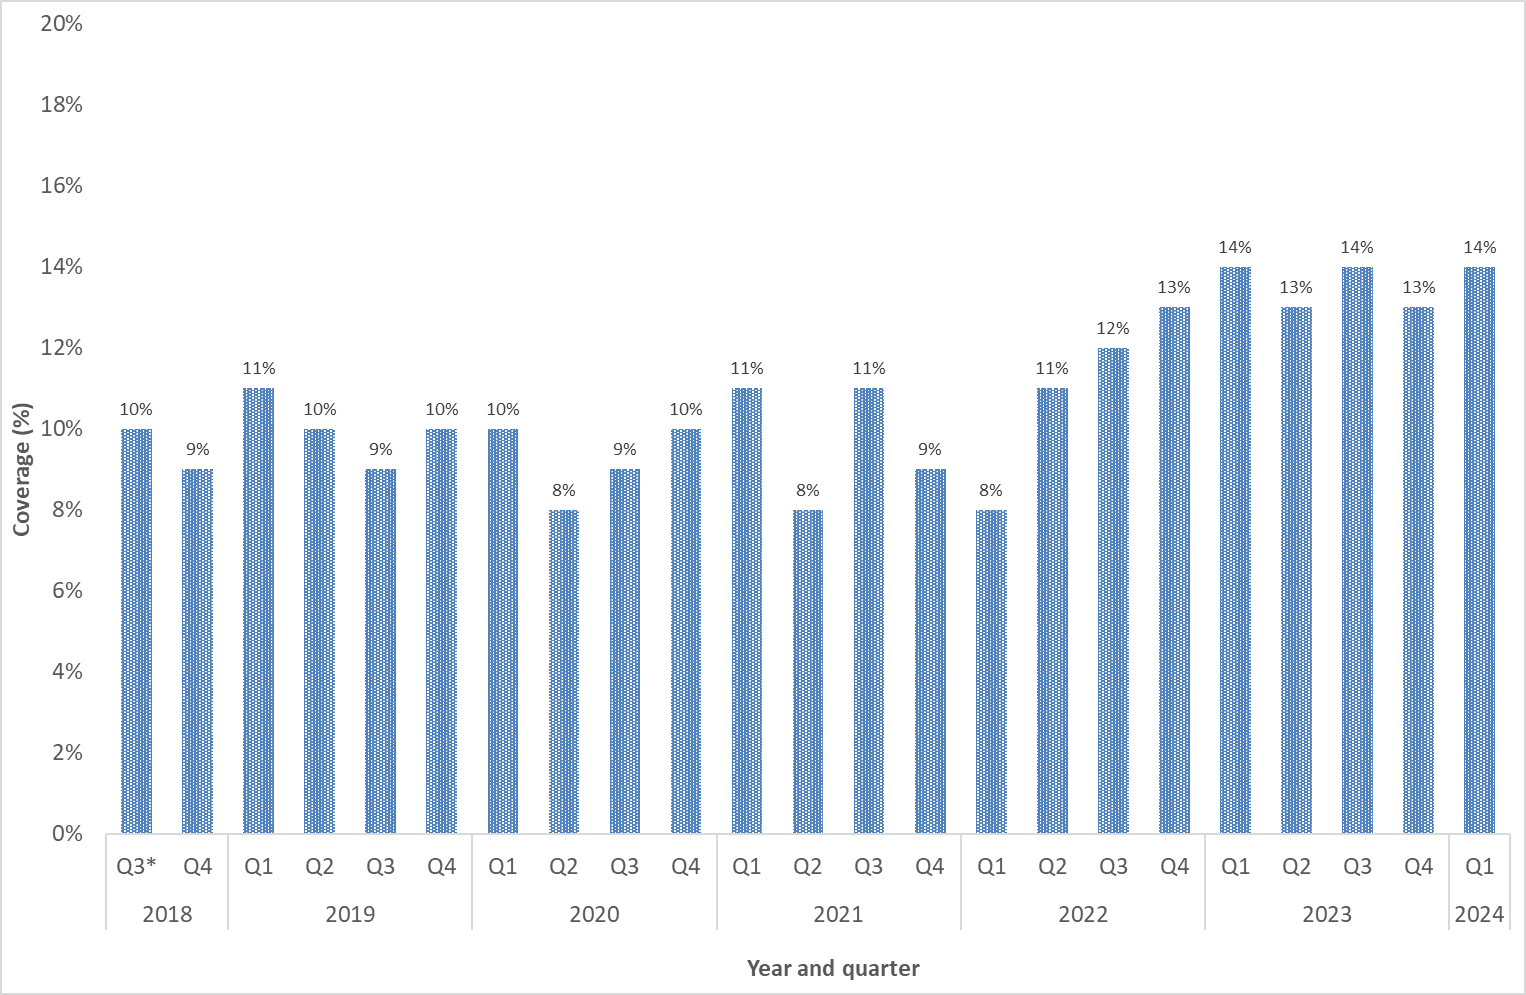 20%
18%
16%
14%
12%
10%
8%
6%
4%
2%
0%
Coverage (%)
10% 9% 11% 10% 9% 10% 10% 8% 9% 10% 11% 8% 11% 9% 8% 11% 12% 13% 14% 13% 14% 13% 14%
Q3* Q4 Q1 Q2 Q3 Q4 Q1 Q2 Q3 Q4 Q1 Q2 Q3 Q4 Q1 Q2 Q3 Q4 Q1 Q2 Q3 Q4 Q1
2018 2019 2020 2021 2022 2023 2024
Year and quarter